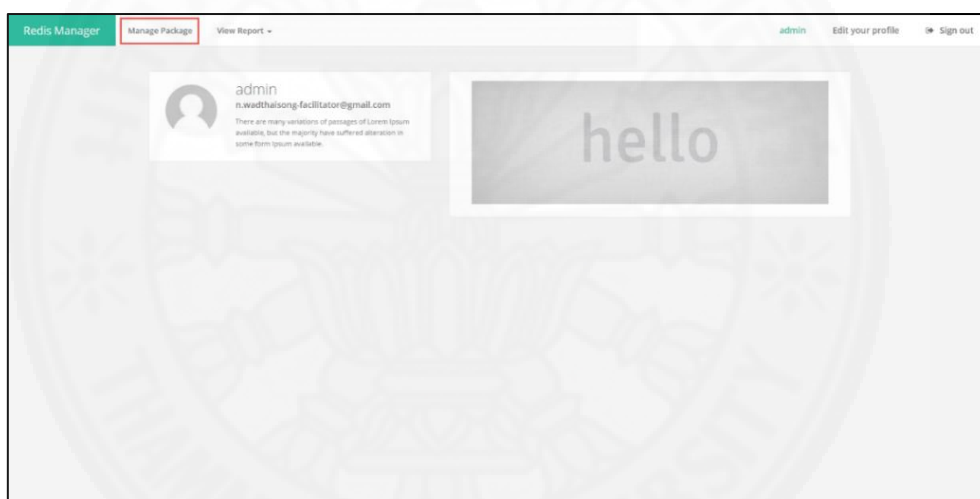 Redis Manager
Manage Package
View Report
admin
Edit your profile
Sign out
admin
n.wadthaisong-facilitator@gmail.com
There are many variations of passages of Lorem Ipsum
available, but the majority have suffered alteration in
some form Ipsum available.
hello
THAMMASAT UNIVERSITY